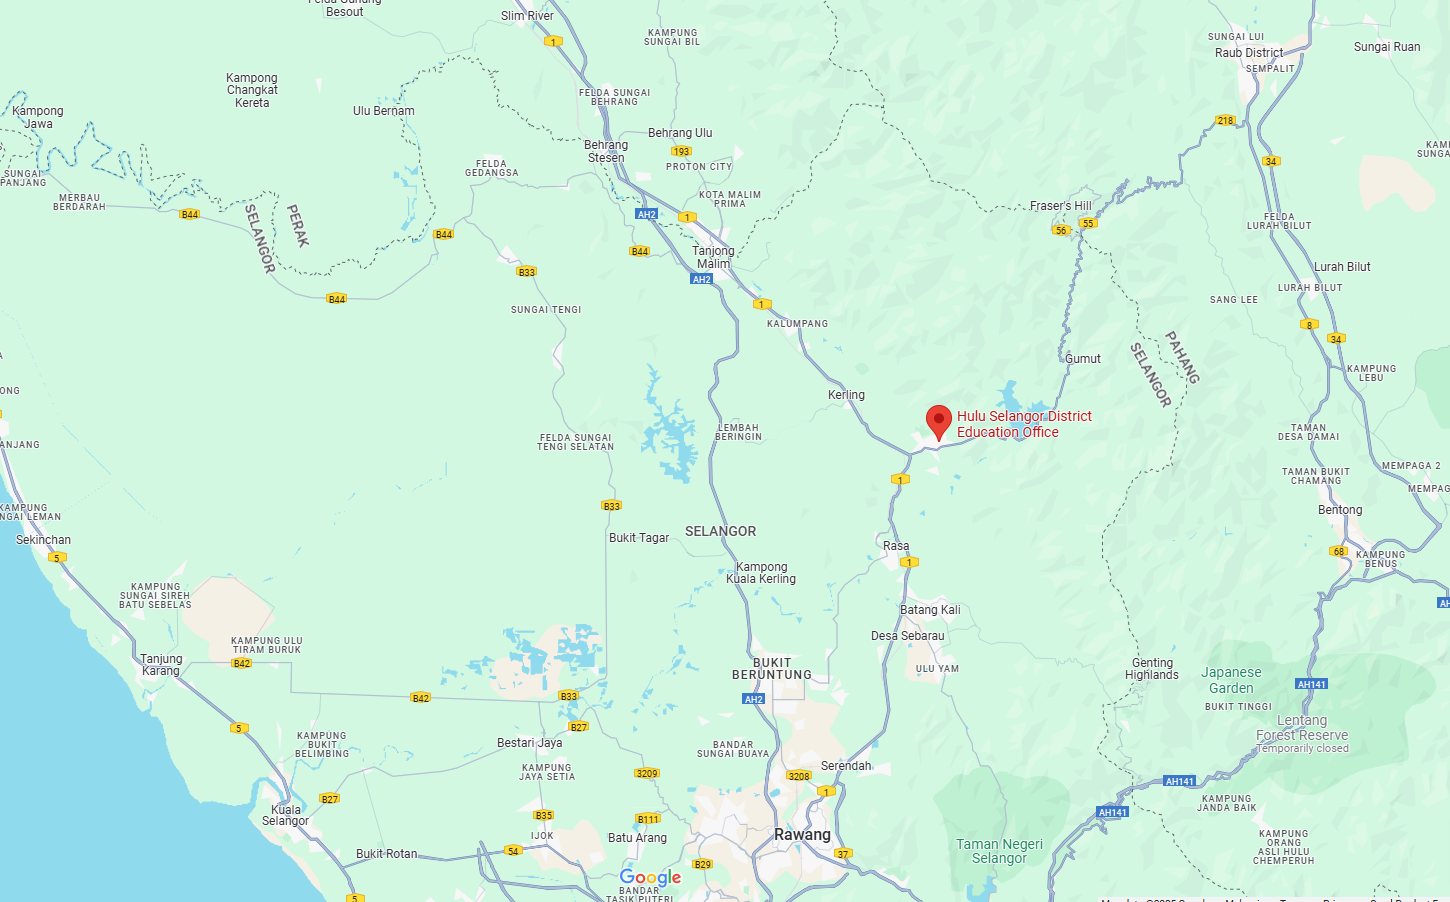 Felda Gunung
Besout
Slim River
1
KAMPUNG
SUNGAI BIL
SUNGAI LUI
Raub District
SEMPALIT
Sungai Ruan
Kampong
Changkat
Kereta
FELDA SUNGAI
BEHRANG
Kampong
Jawa
Ulu Bernam
218
Behrang Ulu
193
Behrang
Stesen
PROTON CITY
34
FELDA
GEDANGSA
SUNGAI
PANJANG
MERBAU
BERDARAH
KOTA MALIM
PRIMA
Fraser's Hill
55
56
B44
SELANGOR
PERAK
AH2
1
FELDA
LURAH BILUT
B44
B44
Tanjong
Malim
B33
AH2
Lurah Bilut
LURAH BILUT
B44
SUNGAI TENGI
1
SANG LEE
KALUMPANG
8
34
PAHANG
SELANGOR
Gumut
KAMPUNG
LEBU
Kerling
Hulu Selangor District
Education Office
LEMBAH
BERINGIN
TAMAN
DESA DAMAI
FELDA SUNGAI
TENGI SELATAN
MEMPAGA 2
TAMAN BUKIT
CHAMANG
1
B33
Bentong
SELANGOR
Bukit Tagar
Sekinchan
5
Rasa
1
68
KAMPUNG
BENUS
Kampong
Kuala Kerling
KAMPUNG
SUNGAI SIREH
BATU SEBELAS
Batang Kali
Desa Sebarau
KAMPUNG ULU
TIRAM BURUK
B42
Tanjung
Karang
BUKIT
BERUNTUNG
ULU YAM
Genting
Highlands
Japanese
Garden
AH141
B42
B33
AH2
BUKIT TINGGI
5
B27
Lentang
Forest Reserve
Temporarily closed
KAMPUNG
BUKIT
BELIMBING
Bestari Jaya
BANDAR
SUNGAI BUAYA
KAMPUNG
JAYA SETIA
3209
3208
Serendah
AH141
B27
1
KAMPUNG
JANDA BAIK
Kuala
Selangor
B35
B111
AH141
IJOK
Batu Arang
Rawang
KAMPUNG
ORANG
ASLI HULU
CHEMPERUH
Bukit Rotan
54
37
Taman Negeri
Selangor
B29
Google
BANDAR
TASIK PUTERI
5